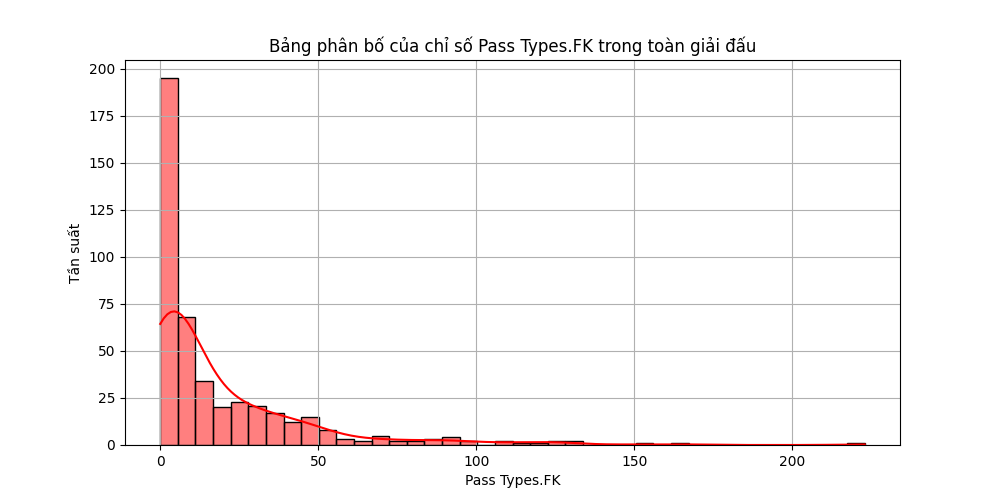 Bảng phân bố của chỉ số Pass Types.FK trong toàn giải đấu
200
175
150
125
100
75
50
25
0
Tần suất
0 50 100 150 200
Pass Types.FK